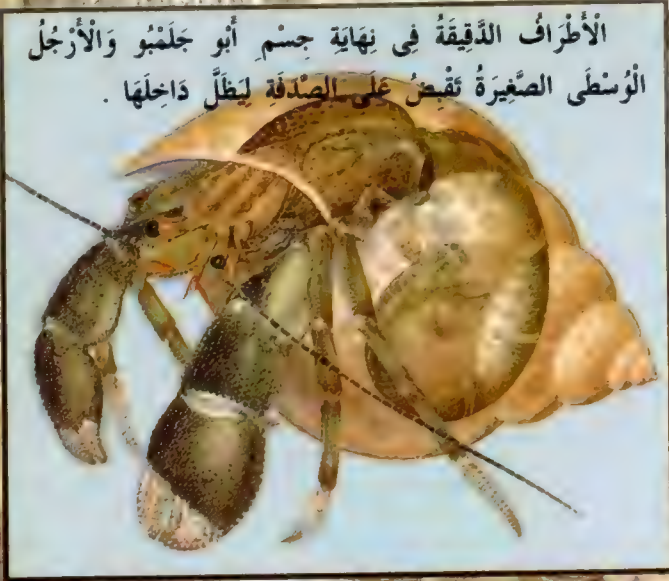 الْأَطْرَافُ الدَّقِيقَةُ فِى نِهَايَةِ جِسْمِ أَبُو جَلَمْبُو وَالْأَرْجُلُ
الْوُسْطَى الصَّغِيرَةُ تَقْبِضُ عَلَى الصَّدَفَةِ لِيَظَلَّ دَاخِلَهَا .